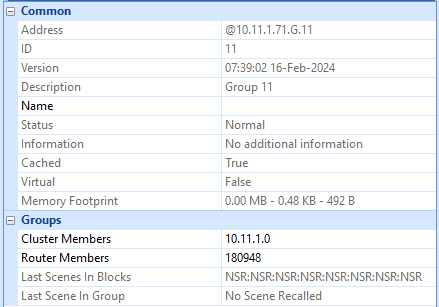 Common
Address @10.11.1.71.G.11
ID 11
Version 07:39:02 16-Feb-2024
Description Group 11
Name
Status Normal
Information No additional information
Cached True
Virtual False
Memory Footprint 0.00 MB - 0.48 KB - 492 B
Groups
Cluster Members 10.11.1.0
Router Members 180948
Last Scenes In Blocks NSR:NSR:NSR:NSR:NSR:NSR:NSR:NSR
Last Scene In Group No Scene Recalled